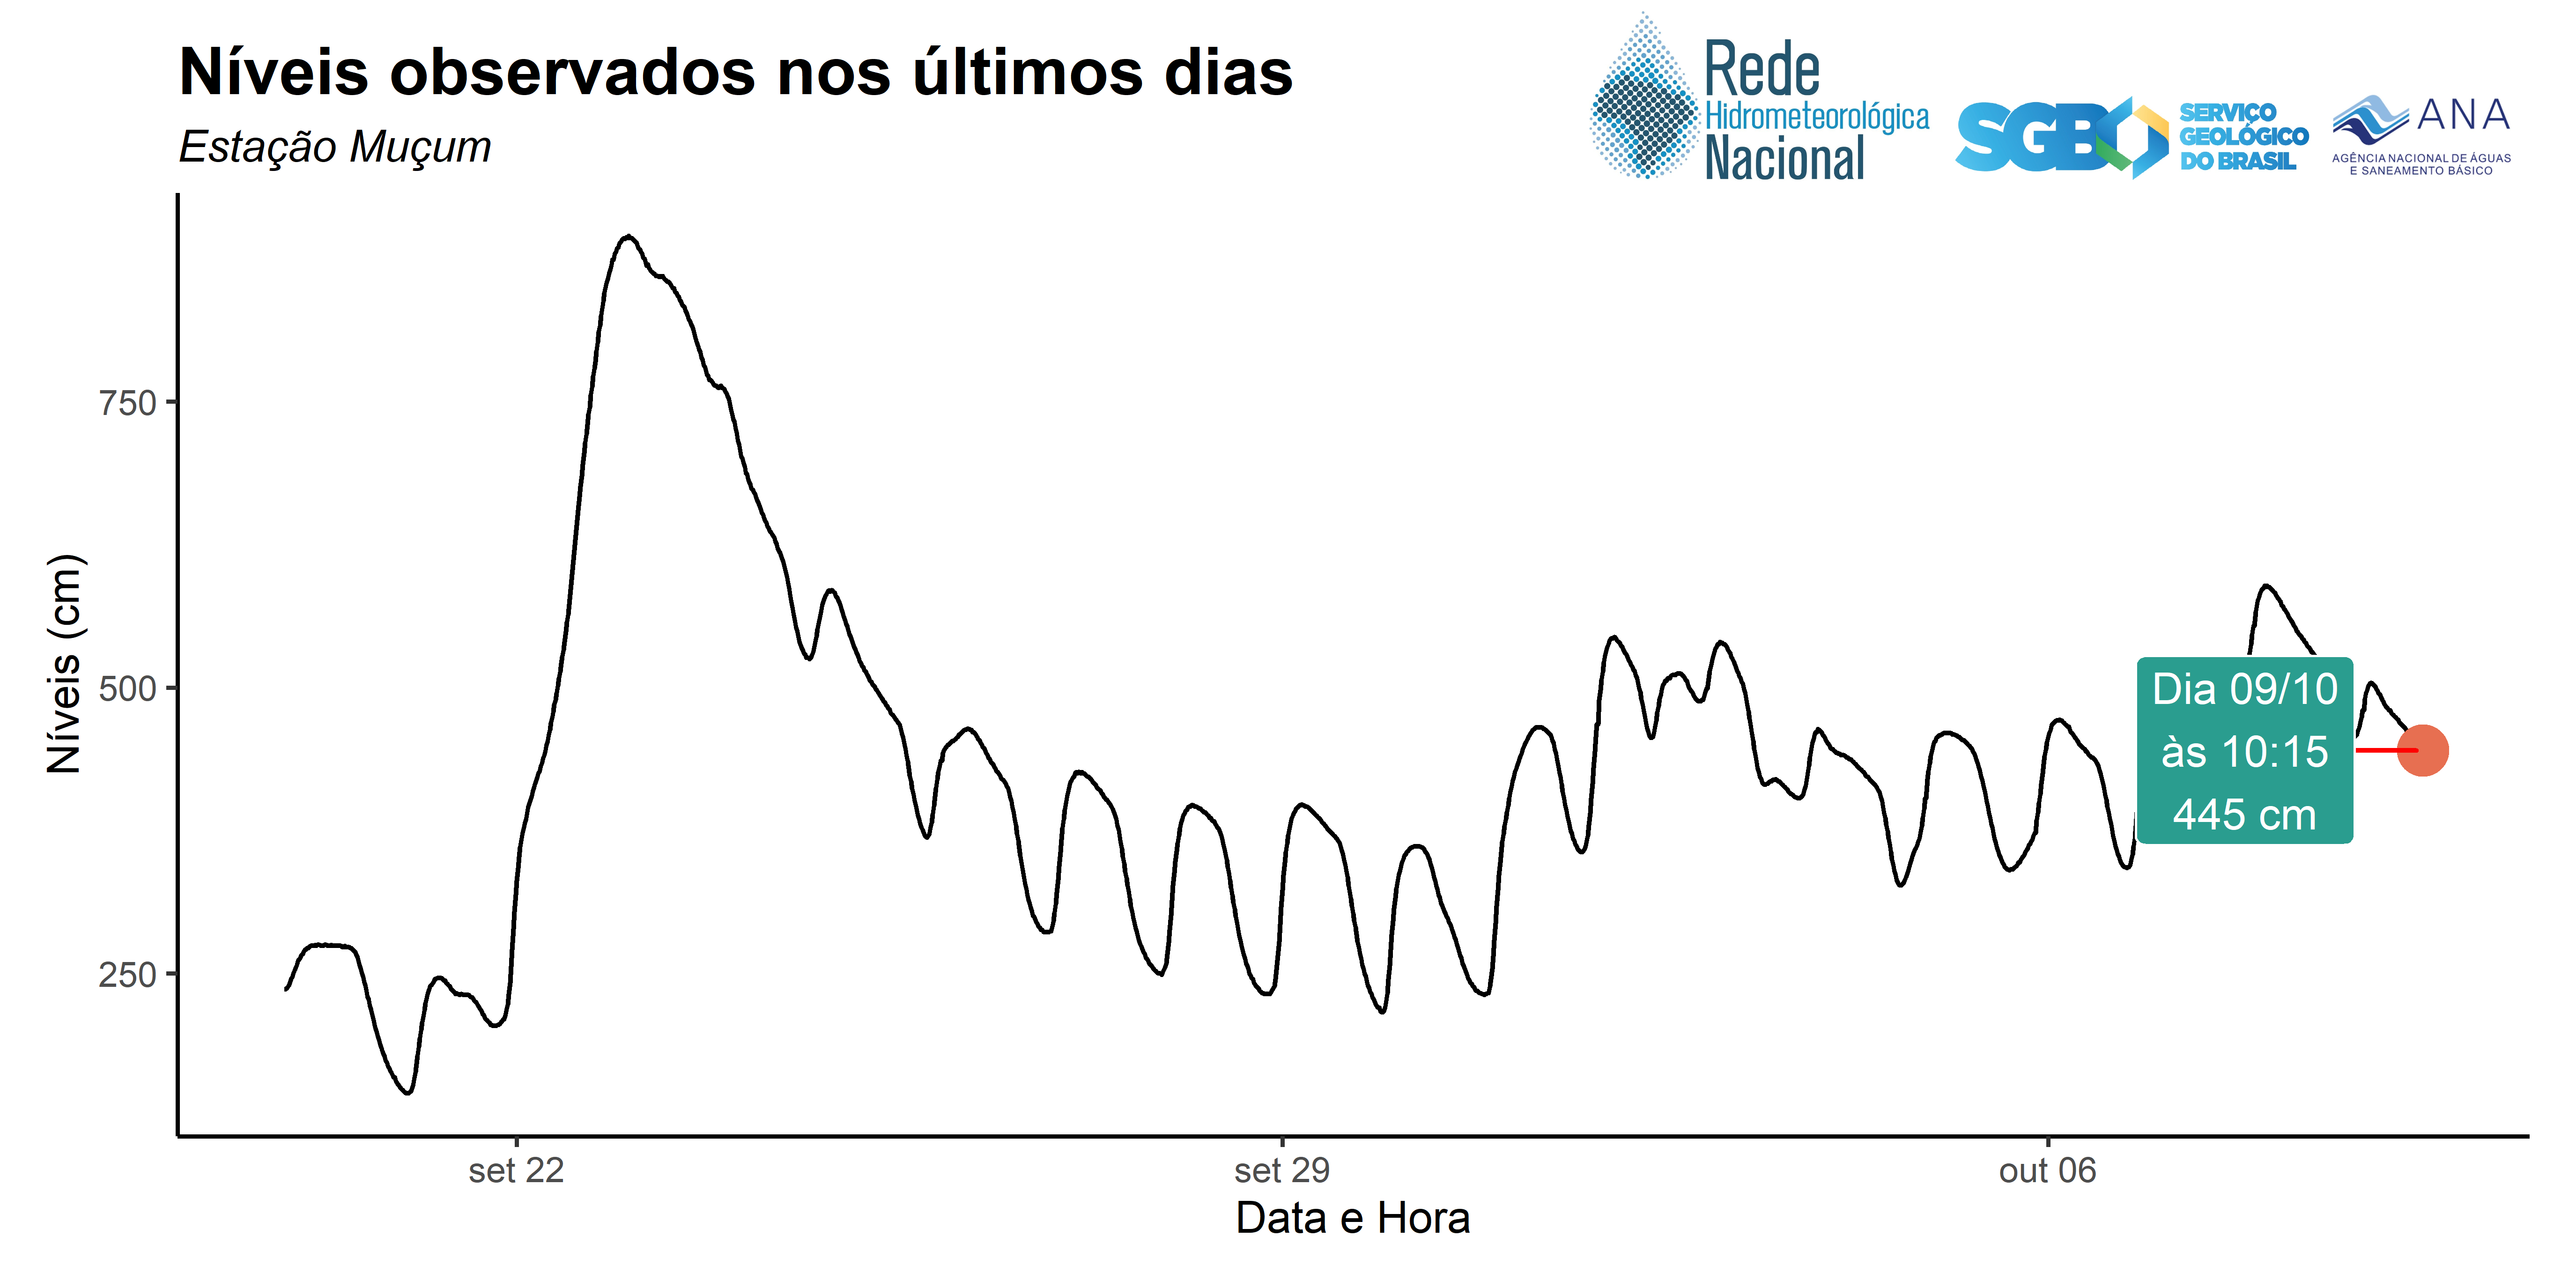 Níveis observados nos últimos dias
Estação Muçum
Rede
Hidrometeorológica
Nacional
SGB
SERVIÇO
GEOLÓGICO
DO BRASIL
ANA
AGÊNCIA NACIONAL DE ÁGUAS
E SANEAMENTO BÁSICO
Níveis (cm)
750
500
250
Dia 09/10
às 10:15
445 cm
set 22
set 29
out 06
Data e Hora